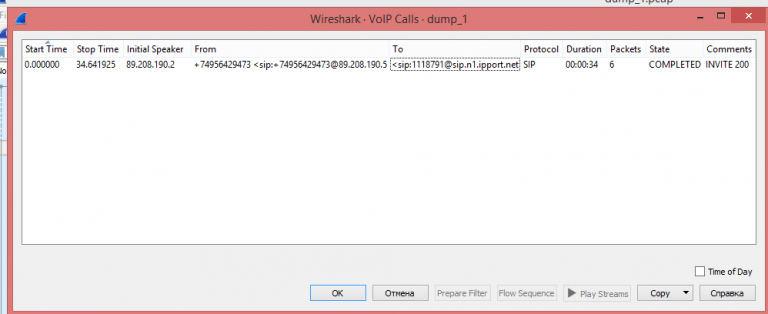 dump_1.pcap
Wireshark · VoIP Calls · dump_1
Start Time Stop Time Initial Speaker From To Protocol Duration Packets State Comments
0.000000 34.641925 89.208.190.2 +74956429473 <sip:+74956429473@89.208.190.5 <sip:1118791@sip.n1.ipport.net SIP 00:00:34 6 COMPLETED INVITE 200
Time of Day
OK Отмена Prepare Filter Flow Sequence Play Streams Copy Справка